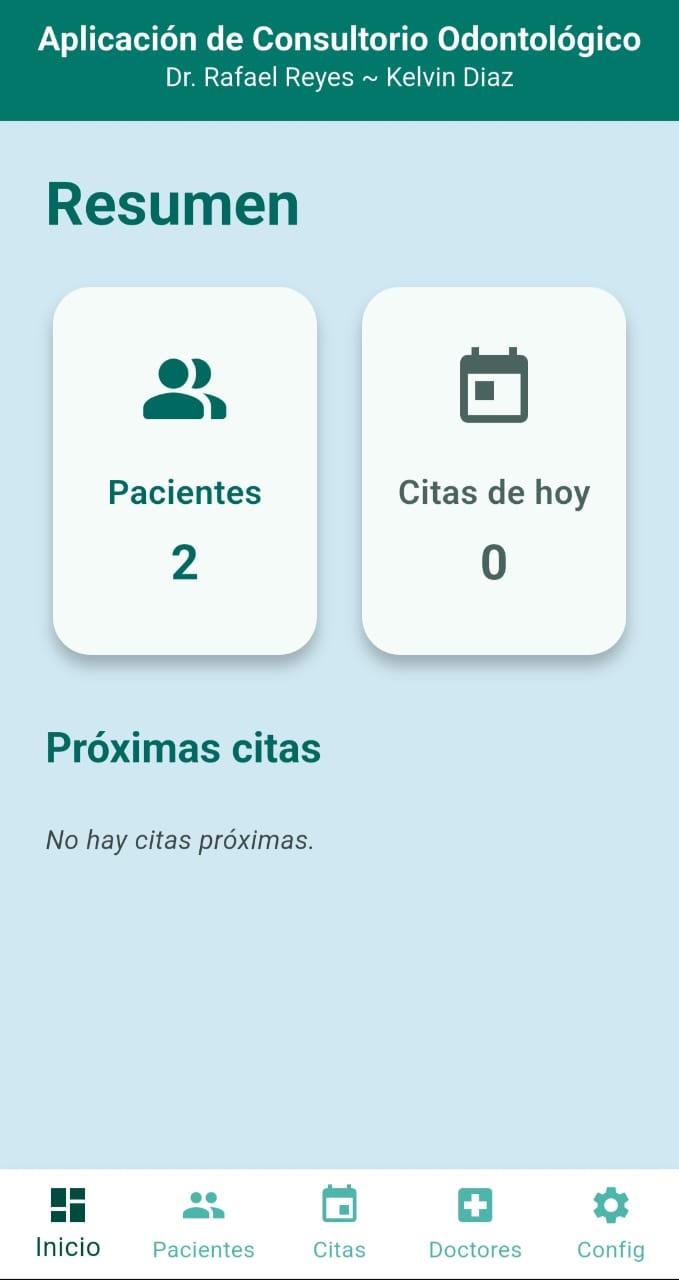 Aplicación de Consultorio Odontológico
Dr. Rafael Reyes ~ Kelvin Diaz
Resumen
Pacientes
2
Citas de hoy
0
Próximas citas
No hay citas próximas.
Inicio
Pacientes
Citas
Doctores
Config